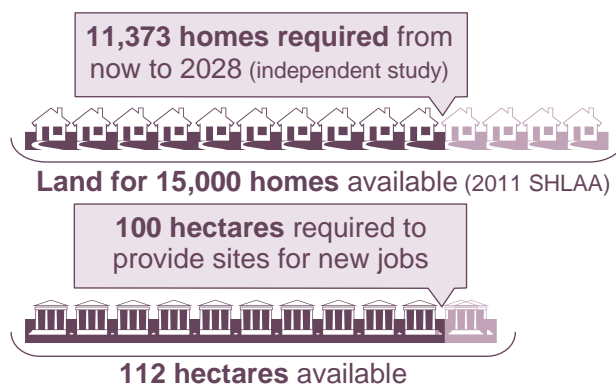 11,373 homes required from
now to 2028 (independent study)
Land for 15,000 homes available (2011 SHLAA)
100 hectares required to
provide sites for new jobs
112 hectares available